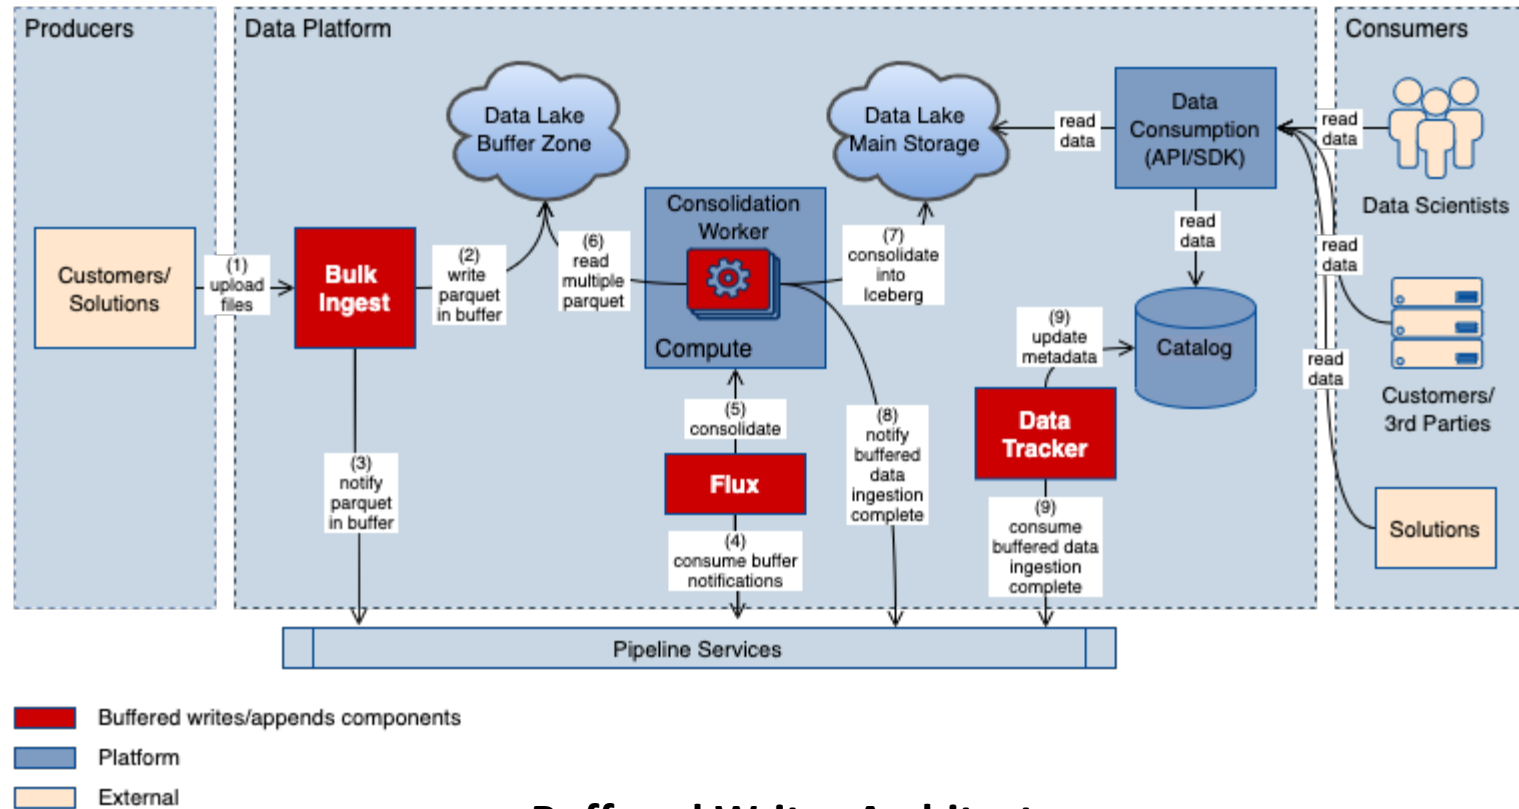 Producers
Data Platform
Consumers
Data Lake
Buffer Zone
Data Lake
Main Storage
read
data
Data
Consumption
(API/SDK)
read
data
Data Scientists
Customers/
Solutions
(1)
upload
files
Bulk
Ingest
(2)
write
parquet
in buffer
(6)
read
multiple
parquet
Consolidation
Worker
Compute
(7)
consolidate
into
Iceberg
read
data
read
data
(9)
update
metadata
Catalog
read
data
Customers/
3rd Parties
(3)
notify
parquet
in buffer
(5)
consolidate
Flux
(4)
consume buffer
notifications
(8)
notify
buffered
data
ingestion
complete
Data
Tracker
(9)
consume
buffered data
ingestion
complete
Solutions
Pipeline Services
Buffered writes/appends components
Platform
External